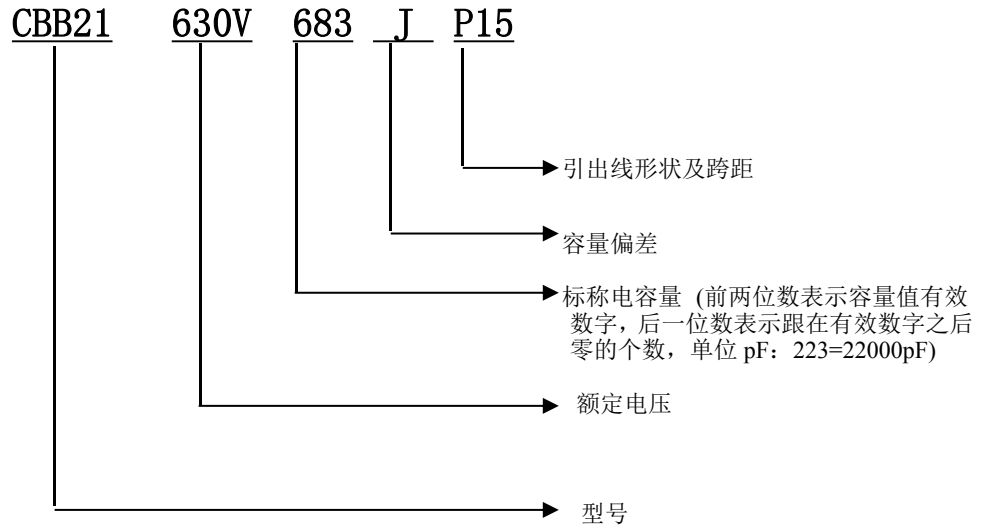 CBB21 630V 683 J P15
引出线形状及跨距
容量偏差
标称电容量 (前两位数表示容量值有效
数字，后一位数表示跟在有效数字之后
零的个数，单位 pF：223=22000pF)
额定电压
型号